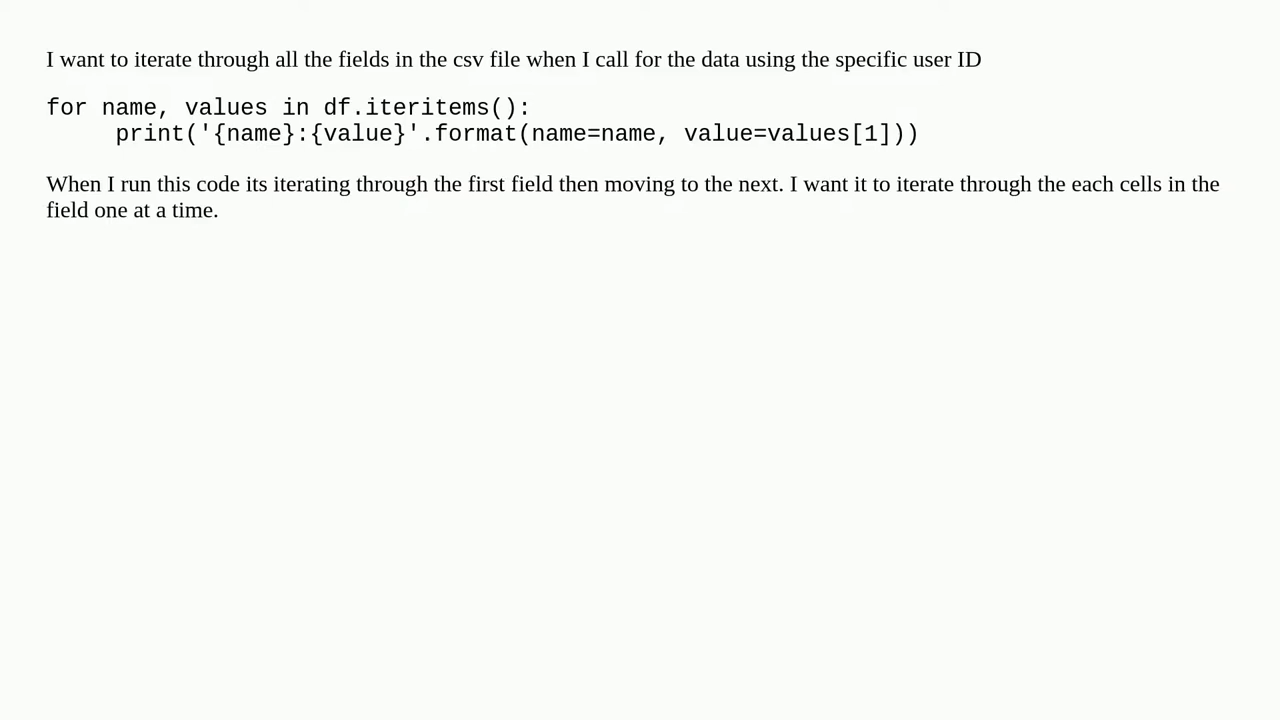 I want to iterate through all the fields in the csv file when I call for the data using the specific user ID
for name, values in df.iteritems():
     print('{name}:{value}'.format(name=name, value=values[1]))
When I run this code its iterating through the first field then moving to the next. I want it to iterate through the each cells in the
field one at a time.